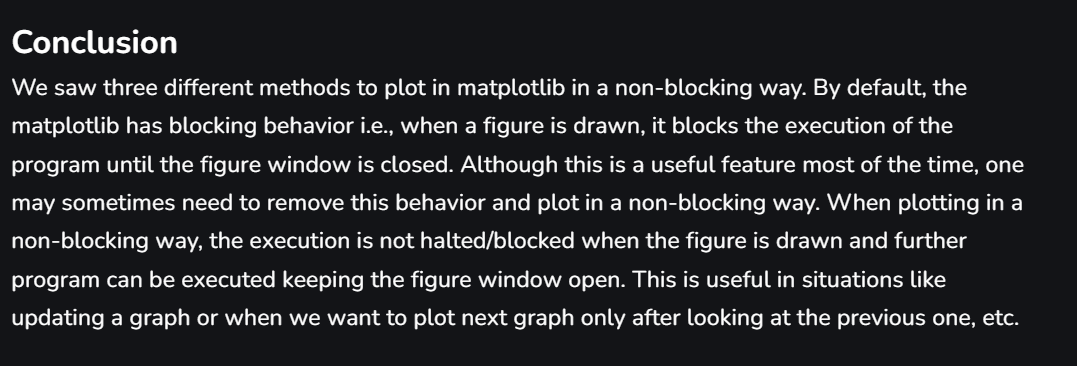 Conclusion
We saw three different methods to plot in matplotlib in a non-blocking way. By default, the
matplotlib has blocking behavior i.e., when a figure is drawn, it blocks the execution of the
program until the figure window is closed. Although this is a useful feature most of the time, one
may sometimes need to remove this behavior and plot in a non-blocking way. When plotting in a
non-blocking way, the execution is not halted/blocked when the figure is drawn and further
program can be executed keeping the figure window open. This is useful in situations like
updating a graph or when we want to plot next graph only after looking at the previous one, etc.